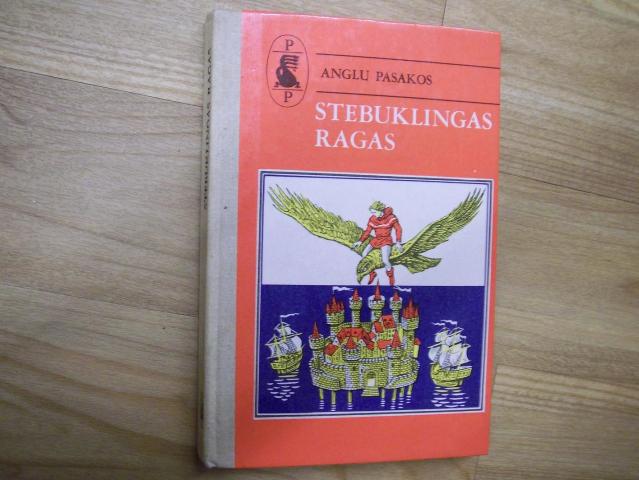 P
P
ANGLU PASAKOS
STEBUKLINGAS
RAGAS
STEBUKLINGAS RAGAS